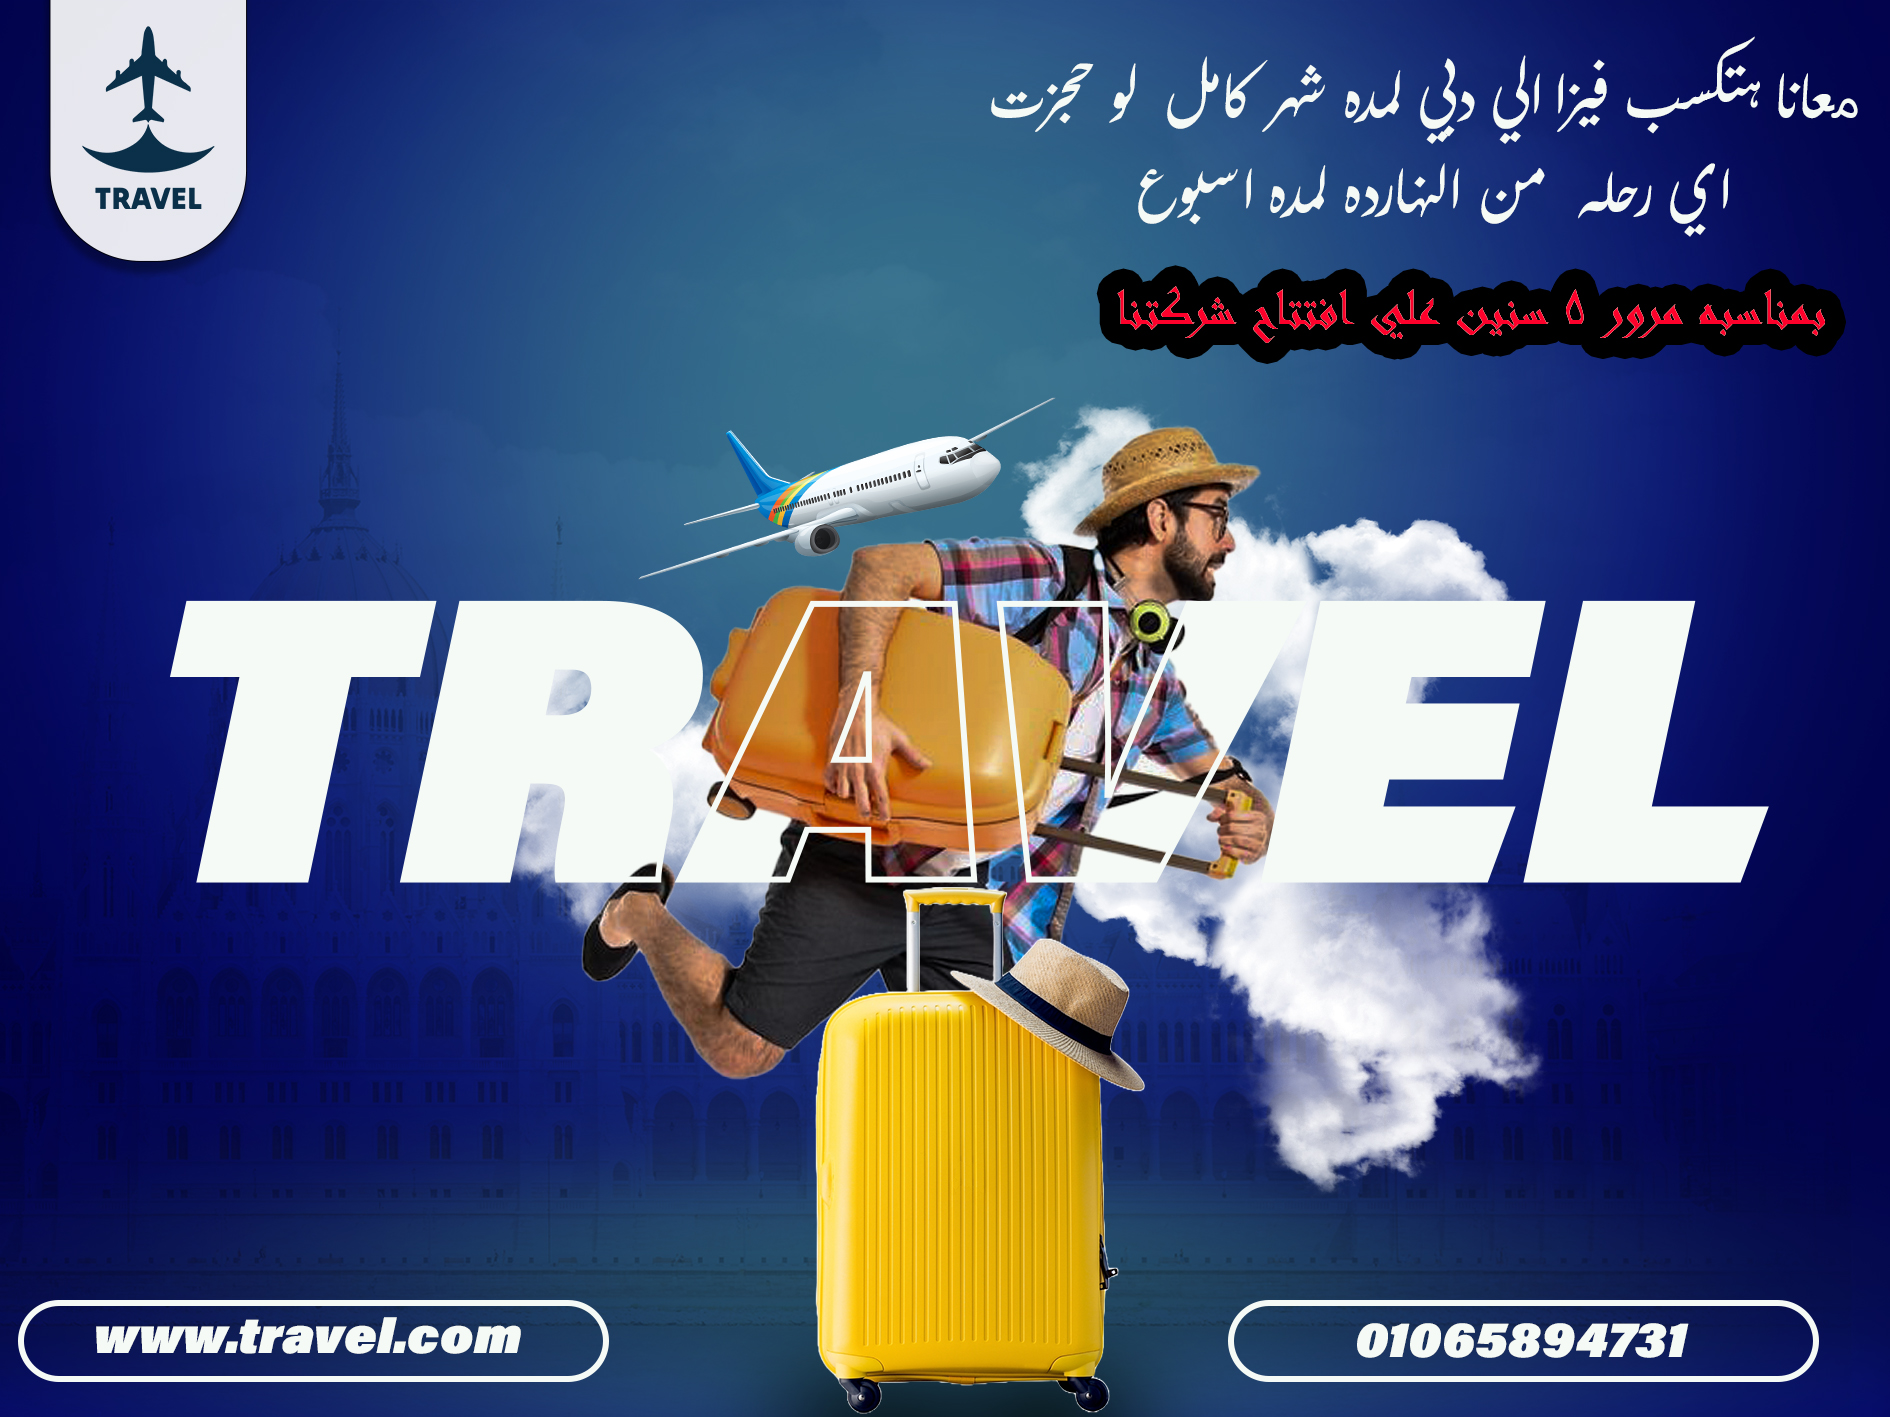 TRAVEL
معانا هتكسب فيزا الي دبي لمده شهر كامل لو حجزت
اي رحله من النهارده لمده اسبوع
بمناسبه مرور ٥ سنين علي افتتاح شركتنا
TRAVEL
www.travel.com
01065894731